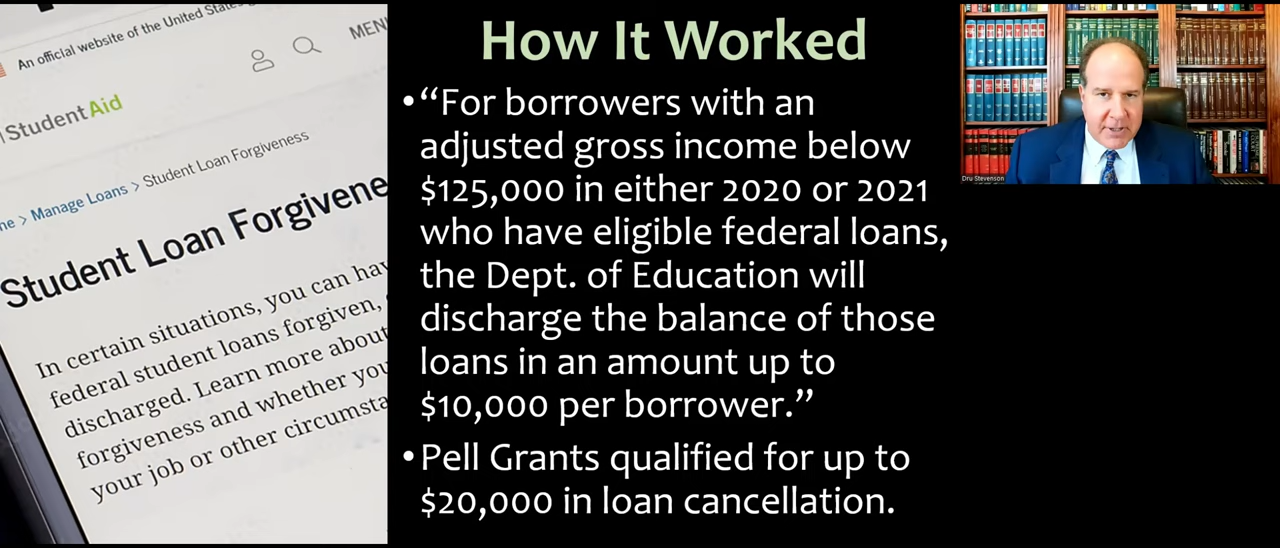 An official website of the United States
MEN
StudentAid
Manage Loans > Student Loan Forgiveness
Student Loan Forgivene
In certain situations, you can hav
federal student loans forgiven,
discharged. Learn more about
forgiveness and whether you
your job or other circumsta
How It Worked
•“For borrowers with an
adjusted gross income below
$125,000 in either 2020 or 2021
who have eligible federal loans,
the Dept. of Education will
discharge the balance of those
loans in an amount up to
$10,000 per borrower.”
•Pell Grants qualified for up to
$20,000 in loan cancellation.
Dru Stevenson